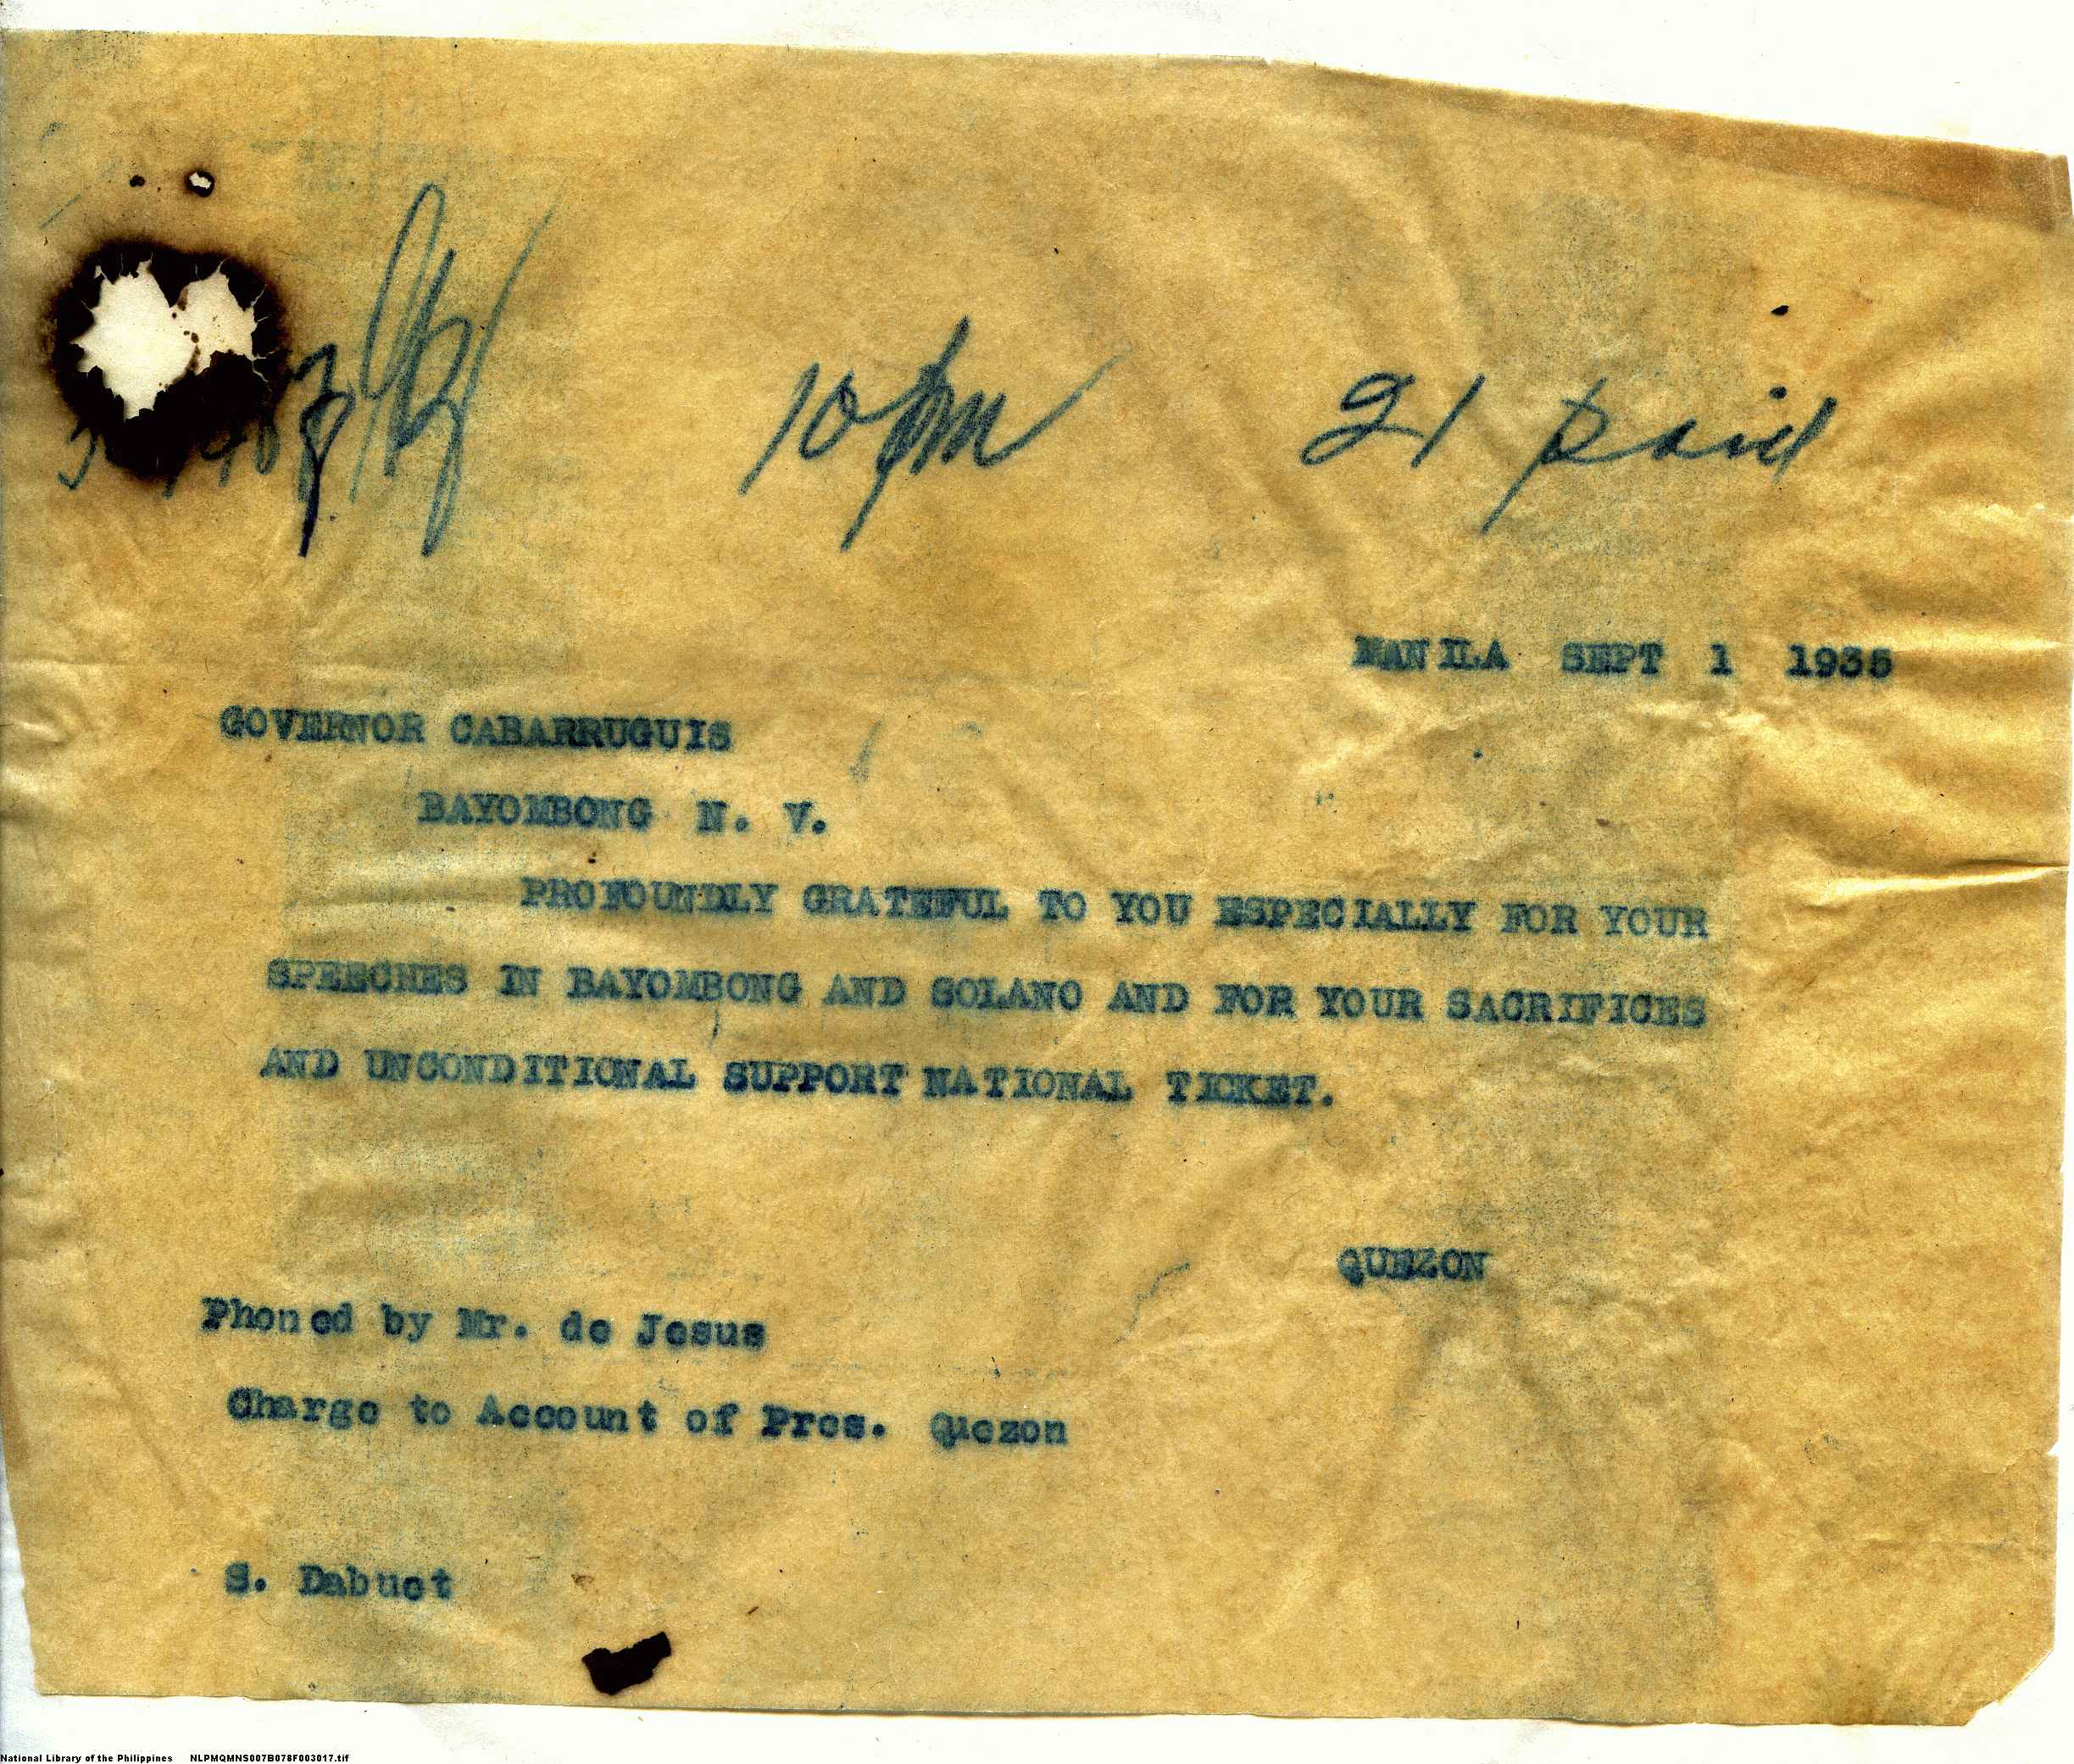 10 pm 21 paid
MANILA SEPT 1 1935
GOVERNOR CABARRUGUIS
BAYOMBONG N. V.
PROFOUNDLY GRATEFUL TO YOU ESPECIALLY FOR YOUR
SPEECHES IN BAYOMBONG AND SOLANO AND FOR YOUR SACRIFICES
AND UNCONDITIONAL SUPPORT NATIONAL TICKET.
QUEZON
Phoned by Mr. de Jesus
Charge to Account of Pres. Quezon
S. Dabuet
National Library of the Philippines NLPMQMNS007B078F003017.tif